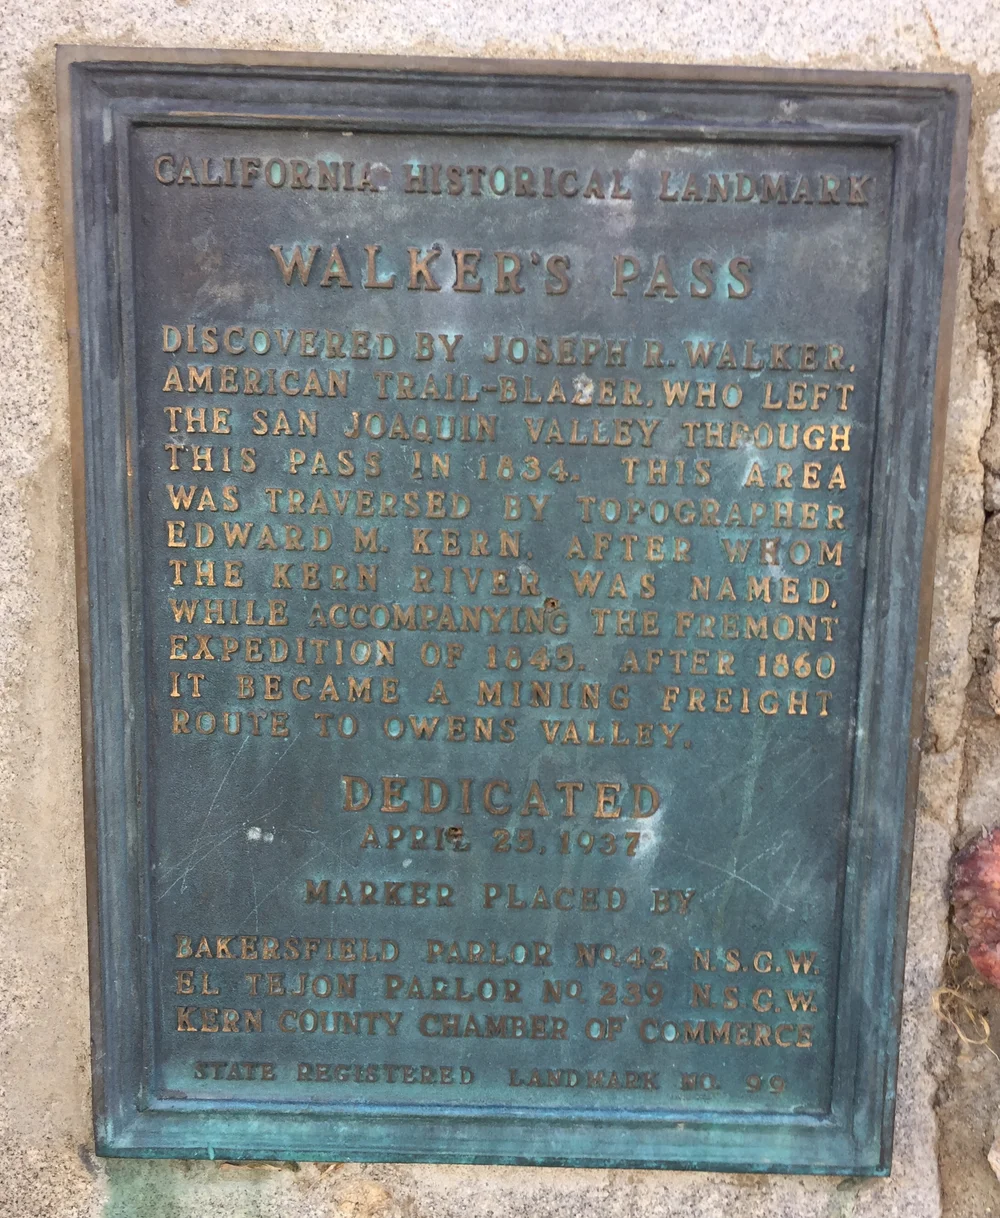 CALIFORNIA HISTORICAL LANDMARK
WALKER'S PASS
DISCOVERED BY JOSEPH R. WALKER,
AMERICAN TRAIL-BLAZER, WHO LEFT
THE SAN JOAQUIN VALLEY THROUGH
THIS PASS IN 1834. THIS AREA
WAS TRAVERSED BY TOPOGRAPHER
EDWARD M. KERN, AFTER WHOM
THE KERN RIVER WAS NAMED,
WHILE ACCOMPANYING THE FREMONT
EXPEDITION OF 1845. AFTER 1860
IT BECAME A MINING FREIGHT
ROUTE TO OWENS VALLEY.
DEDICATED
APRIL 25, 1937
MARKER PLACED BY
BAKERSFIELD PARLOR NO. 42 N.S.G.W.
EL TEJON PARLOR NO. 239 N.S.G.W.
KERN COUNTY CHAMBER OF COMMERCE
STATE REGISTERED LANDMARK NO. 99